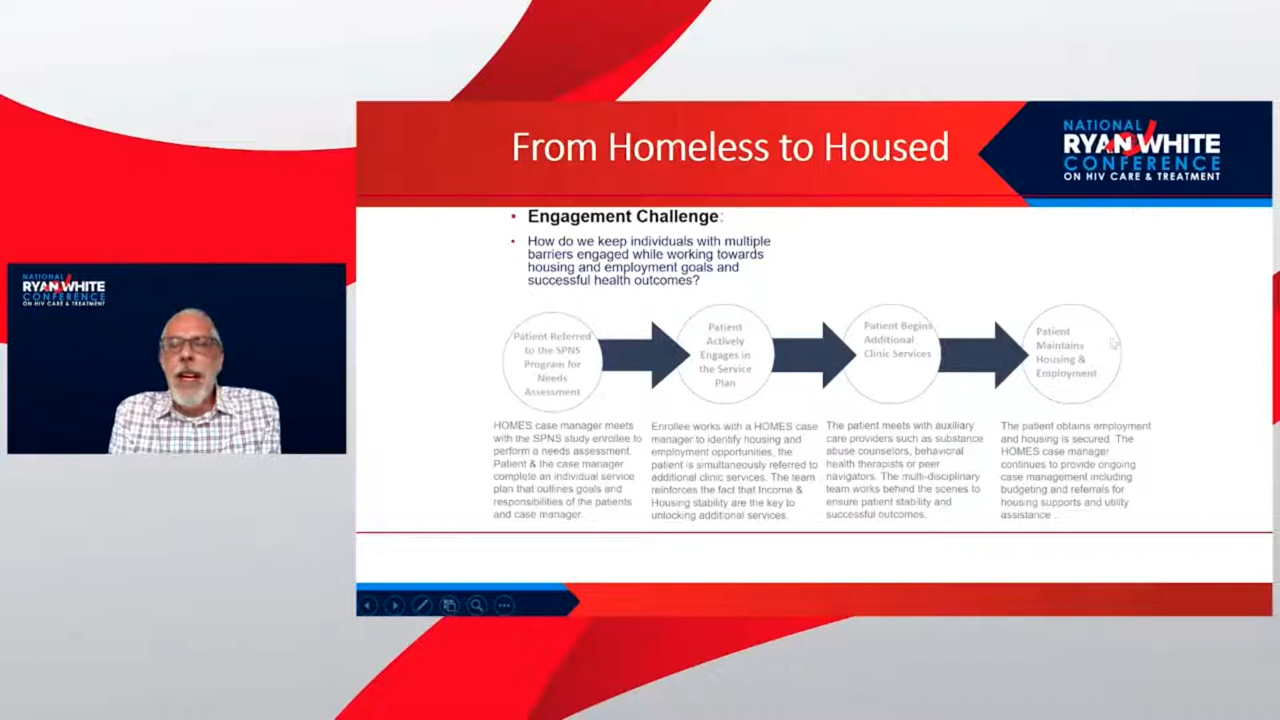 NATIONAL
RYAN WHITE
CONFERENCE
ON HIV CARE & TREATMENT
From Homeless to Housed
NATIONAL
RYAN WHITE
CONFERENCE
ON HIV CARE & TREATMENT
• Engagement Challenge:
• How do we keep individuals with multiple
barriers engaged while working towards
housing and employment goals and
successful health outcomes?
Patient Referred
to the SPNS
Program for
Needs
Assessment
Patient
Actively
Engages in
the Service
Plan
Patient Begins
Additional
Clinic Services
Patient
Maintains
Housing &
Employment
HOMES case manager meets
with the SPNS study enrollee to
perform a needs assessment.
Patient & the case manager
complete an individual service
plan that outlines goals and
responsibilities of the patients
and case manager
Enrollee works with a HOMES case
manager to identify housing and
employment opportunities, the
patient is simultaneously referred to
additional clinic services. The team
reinforces the fact that Income &
Housing stability are the key to
unlocking additional services.
The patient meets with auxiliary
care providers such as substance
abuse counselors, behavioral
health therapists or peer
navigators. The multi-disciplinary
team works behind the scenes to
ensure patient stability and
successful outcomes.
The patient obtains employment
and housing is secured. The
HOMES case manager
continues to provide ongoing
case management including
budgeting and referrals for
housing supports and utility
assistance .